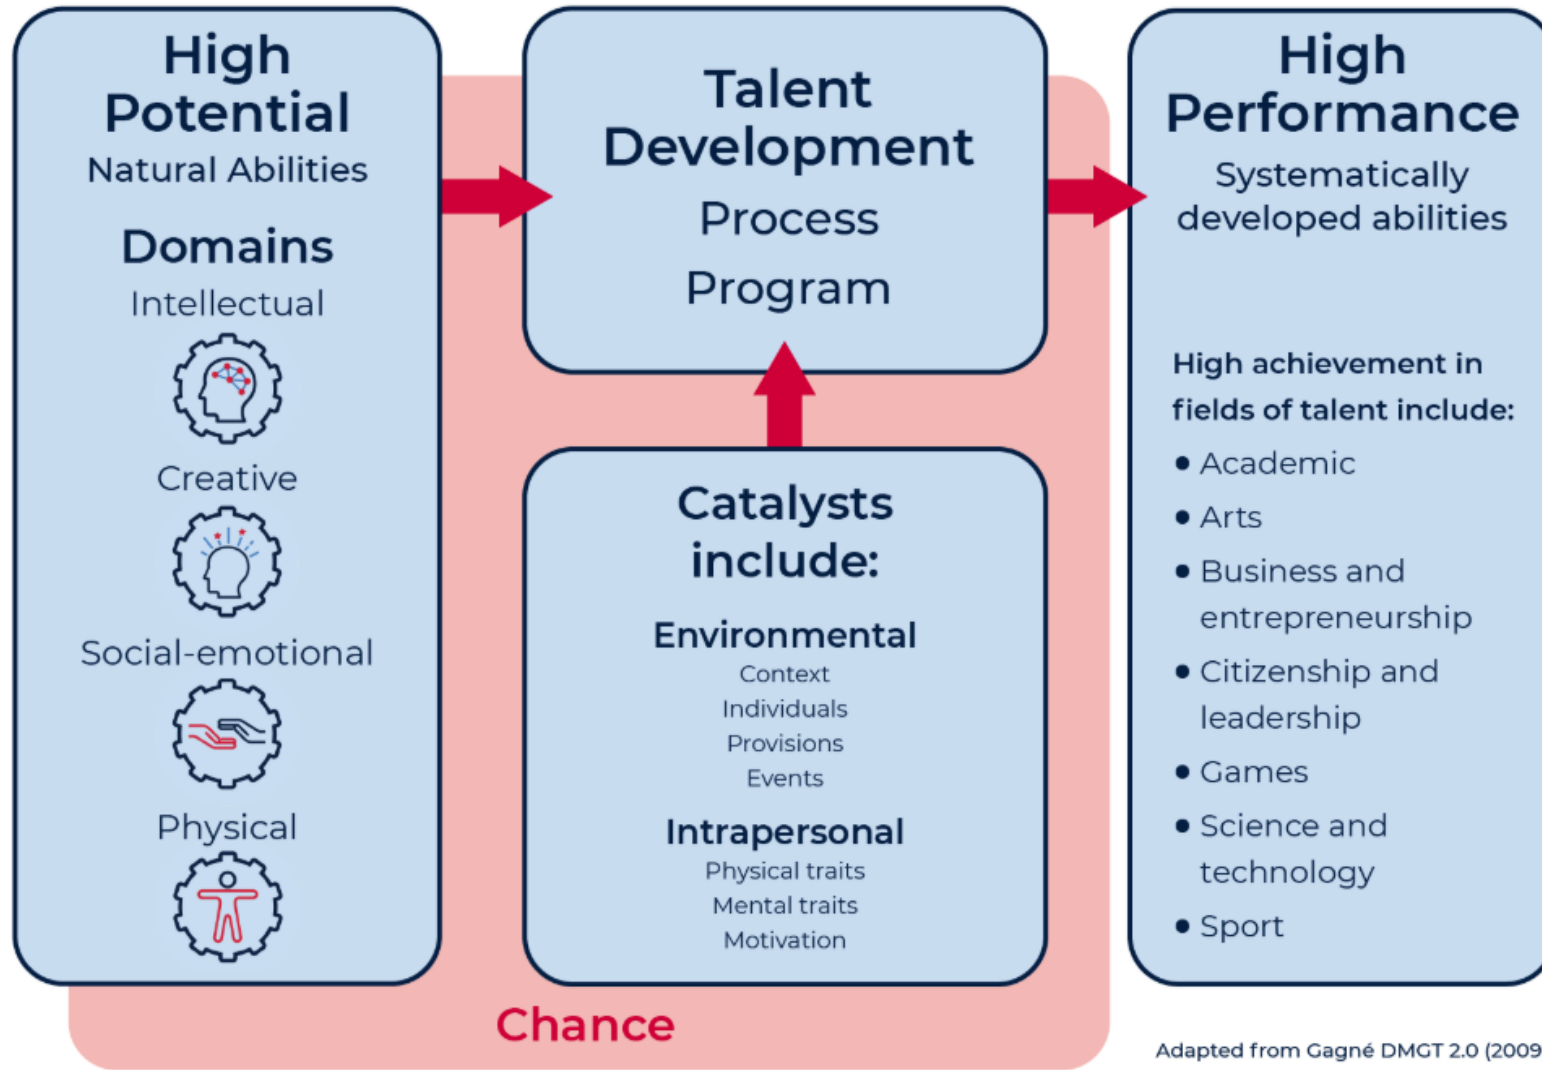 High
Potential
Natural Abilities
Domains
Intellectual
Creative
Social-emotional
Physical
Talent
Development
Process
Program
Catalysts
include:
Environmental
Context
Individuals
Provisions
Events
Intrapersonal
Physical traits
Mental traits
Motivation
Chance
High
Performance
Systematically
developed abilities
High achievement in
fields of talent include:
• Academic
• Arts
• Business and
entrepreneurship
• Citizenship and
leadership
• Games
• Science and
technology
• Sport
Adapted from Gagné DMGT 2.0 (2009